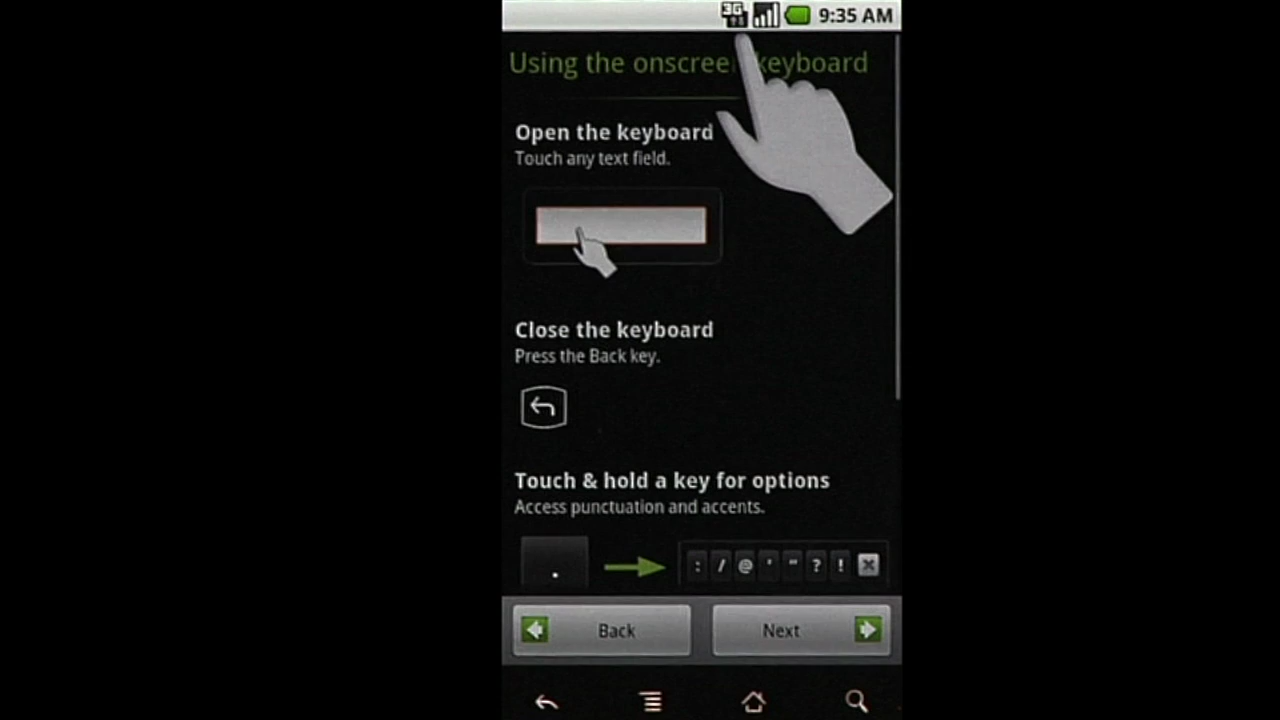 3G 9:35 AM
Using the onscreen keyboard
Open the keyboard
Touch any text field.
Close the keyboard
Press the Back key.
Touch & hold a key for options
Access punctuation and accents.
. : / @ ' " ? !
Back Next